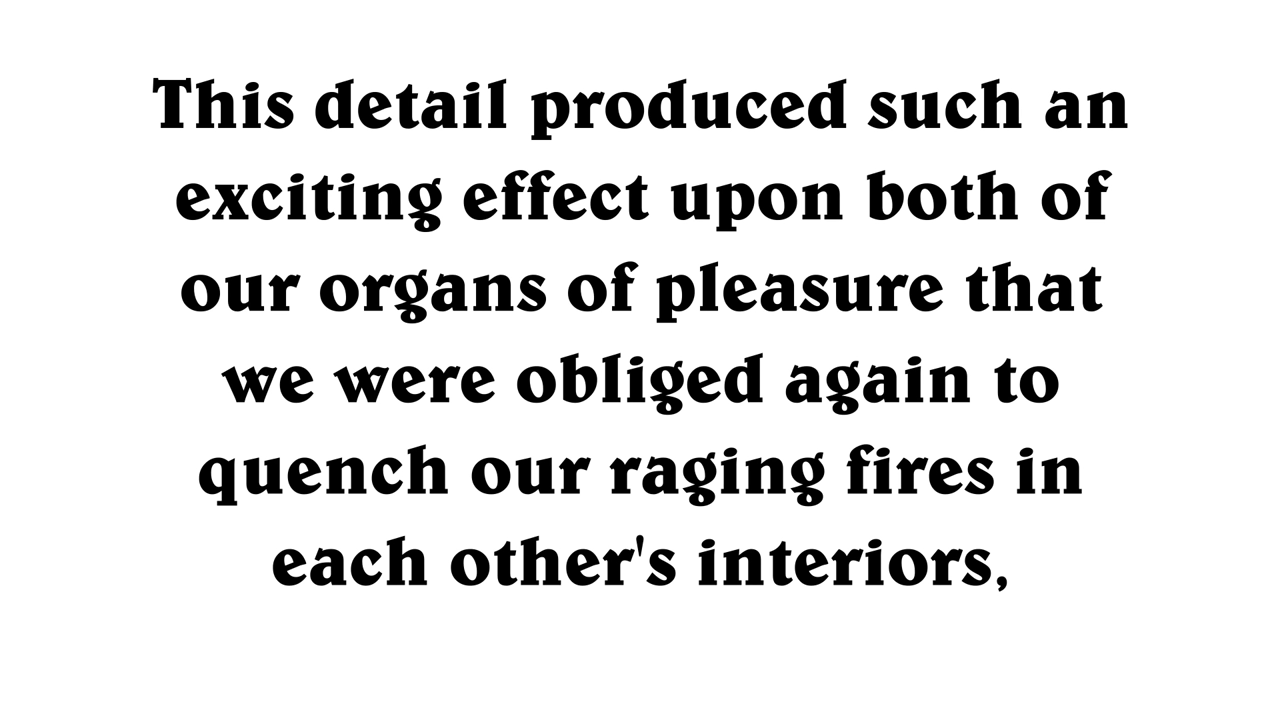 This detail produced such an
exciting effect upon both of
our organs of pleasure that
we were obliged again to
quench our raging fires in
each other's interiors,